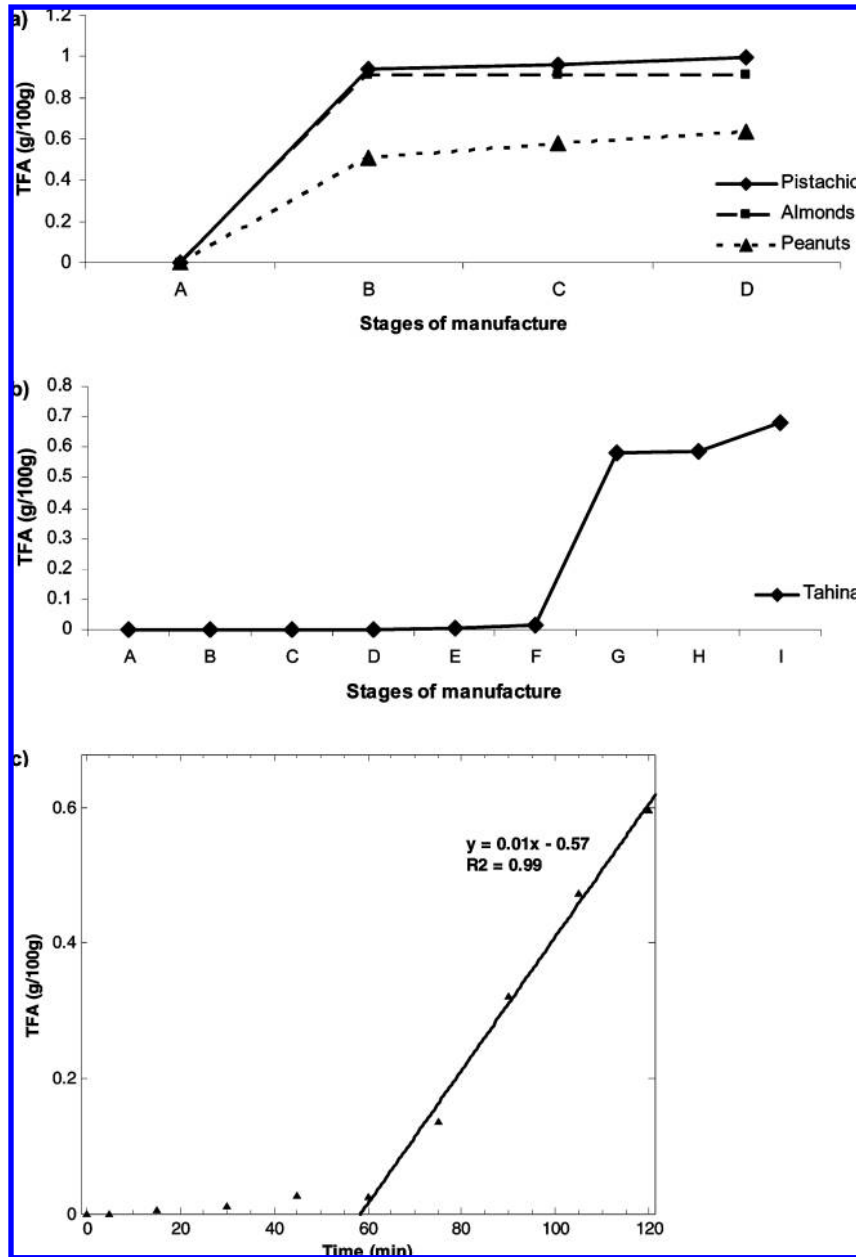 a)
1.2
1
0.8
0.6
0.4
0.2
0
TFA (g/100g)
Pistachio
Almonds
Peanuts
A B C D
Stages of manufacture
b)
0.8
0.7
0.6
0.5
0.4
0.3
0.2
0.1
0
TFA (g/100g)
Tahina
A B C D E F G H I
Stages of manufacture
c)
0.6
0.4
0.2
0
TFA (g/100g)
y = 0.01x - 0.57
R2 = 0.99
0 20 40 60 80 100 120
Time (min)